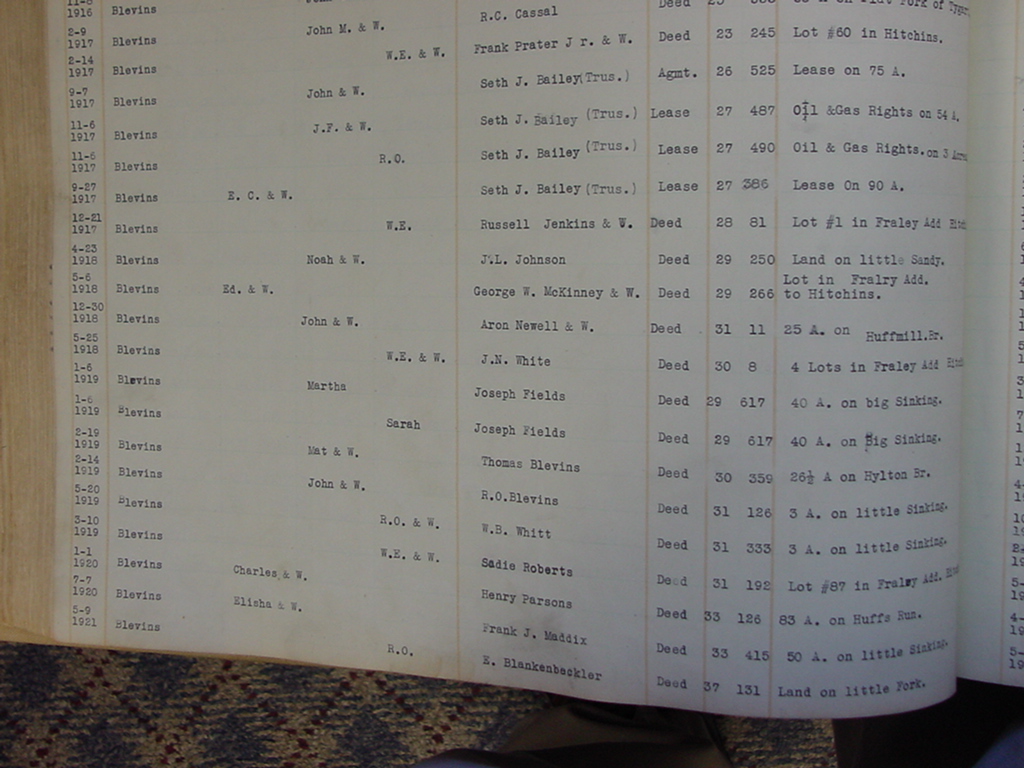 1916 Blevins
2-9
1917 Blevins John M. & W. R.C. Cassal Deed
2-14
1917 Blevins W.E. & W. Frank Prater J r. & W. Deed 23 245 Lot #60 in Hitchins.
9-7
1917 Blevins John & W. Seth J. Bailey(Trus.) Agmt. 26 525 Lease on 75 A.
11-6
1917 Blevins J.F. & W. Seth J. Bailey (Trus.) Lease 27 487 Oil &Gas Rights on 54 A.
11-6
1917 Blevins R.O. Seth J. Bailey (Trus.) Lease 27 490 Oil & Gas Rights.on 3 Acres
9-27
1917 Blevins E. C. & W. Seth J. Bailey (Trus.) Lease 27 386 Lease On 90 A.
12-21
1917 Blevins W.E. Russell Jenkins & W. Deed 28 81 Lot #1 in Fraley Add
4-23
1918 Blevins Noah & W. J.L. Johnson Deed 29 250 Land on little Sandy.
5-6
1918 Blevins Ed. & W. George W. McKinney & W. Deed 29 266 Lot in Fralry Add.
to Hitchins.
12-30
1918 Blevins John & W. Aron Newell & W. Deed 31 11 25 A. on Huffmill.Br.
5-25
1918 Blevins W.E. & W. J.N. White Deed 30 8 4 Lots in Fraley Add
1-6
1919 Blevins Martha Joseph Fields Deed 29 617 40 A. on big Sinking.
1-6
1919 Blevins Sarah Joseph Fields Deed 29 617 40 A. on Big Sinking.
2-19
1919 Blevins Mat & W. Thomas Blevins Deed 30 359 26½ A on Hylton Br.
2-14
1919 Blevins John & W. R.O.Blevins Deed 31 126 3 A. on little Sinking.
5-20
1919 Blevins R.O. & W. W.B. Whitt Deed 31 333 3 A. on little Sinking.
3-10
1919 Blevins W.E. & W. Sadie Roberts Deed 31 192 Lot #87 in Fraley Add.
1-1
1920 Blevins Charles & W. Henry Parsons Deed 33 126 83 A. on Huffs Run.
7-7
1920 Blevins Elisha & W. Frank J. Maddix Deed 33 415 50 A. on little Sinking.
5-9
1921 Blevins R.O. E. Blankenbeckler Deed 37 131 Land on little Fork.